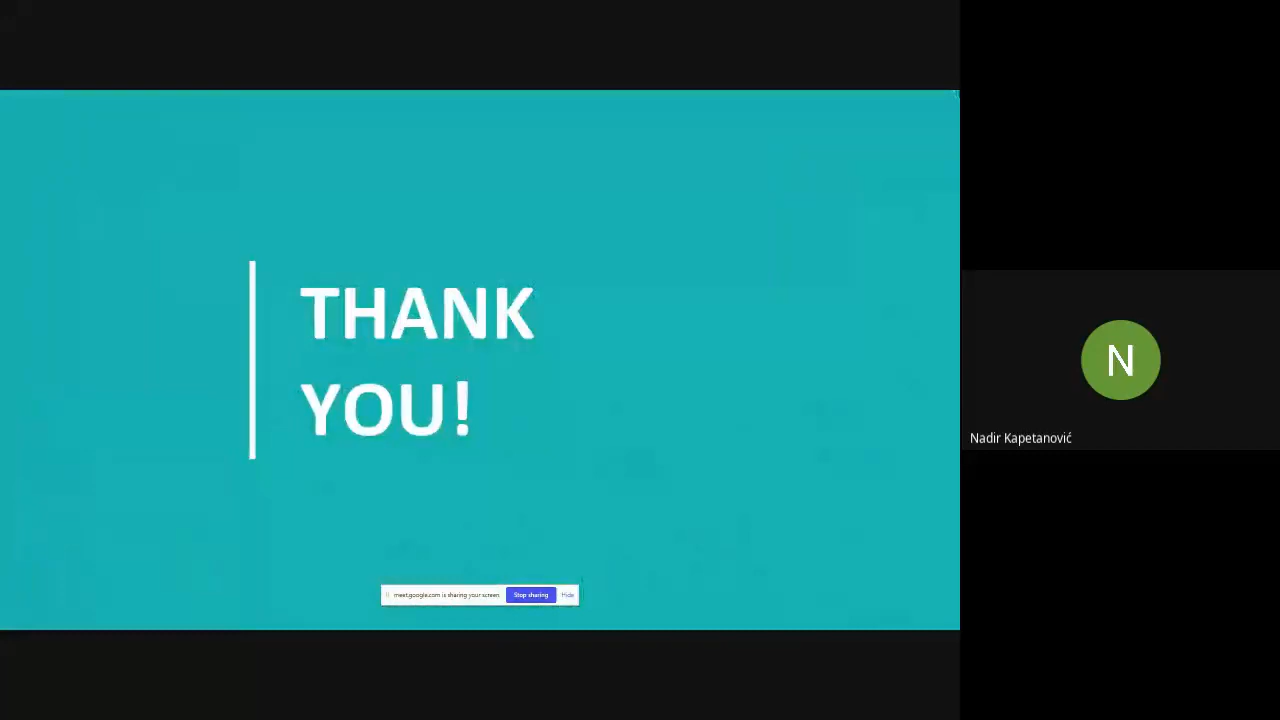 THANK
YOU!
meet.google.com is sharing your screen Stop sharing Hide
N
Nadir Kapetanović